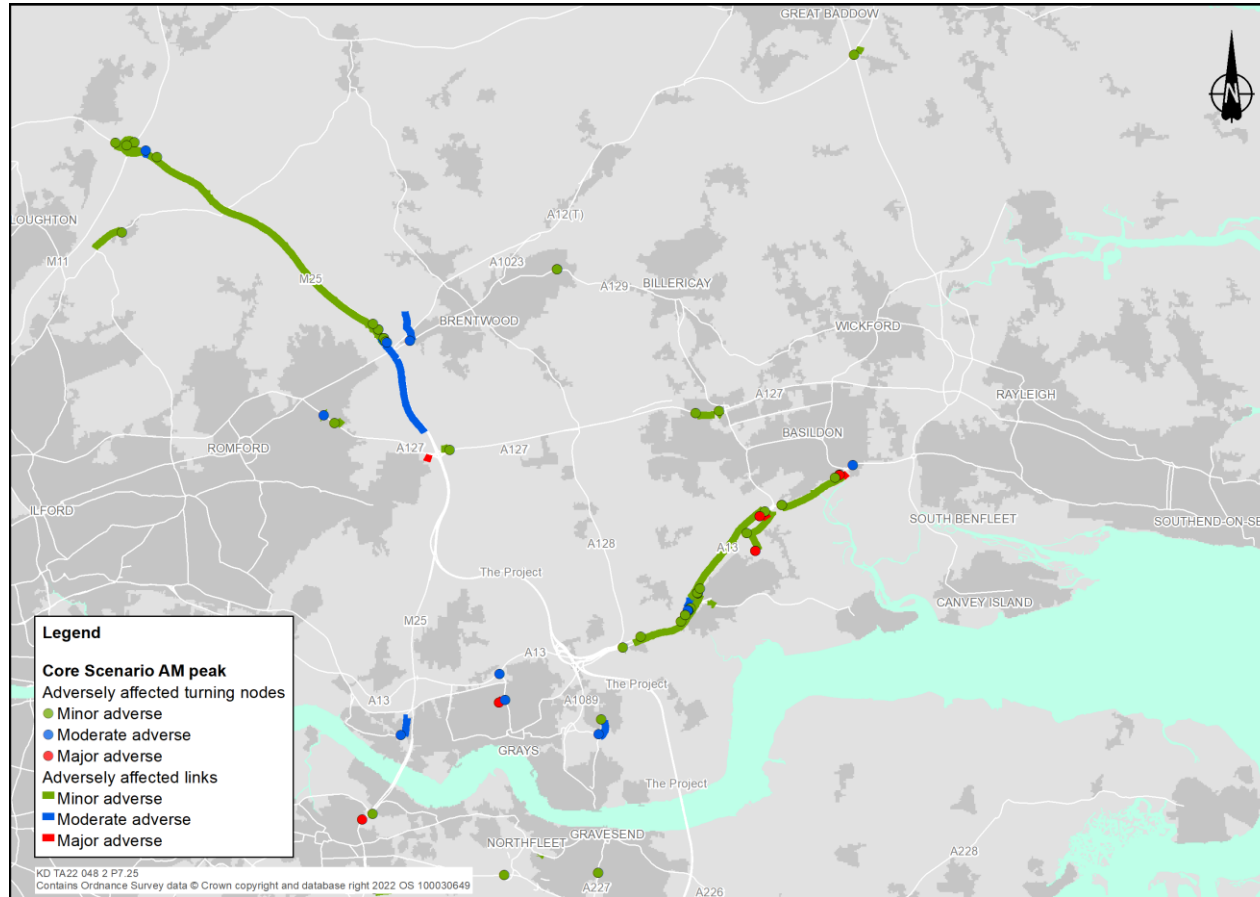 GREAT BADDOW
N
LOUGHTON
M11
A12(T)
A1023
M25
A129
BILLERICAY
BRENTWOOD
WICKFORD
A127
RAYLEIGH
ROMFORD
A127
A127
BASILDON
ILFORD
SOUTH BENFLEET
SOUTHEND-ON-SE
A128
A13
The Project
CANVEY ISLAND
M25
A13
The Project
A13
A1089
GRAYS
The Project
NORTHFLEET
GRAVESEND
A228
A227
A226
Legend
Core Scenario AM peak
Adversely affected turning nodes
Minor adverse
Moderate adverse
Major adverse
Adversely affected links
Minor adverse
Moderate adverse
Major adverse
KD TA22 048 2 P7.25
Contains Ordnance Survey data © Crown copyright and database right 2022 OS 100030649